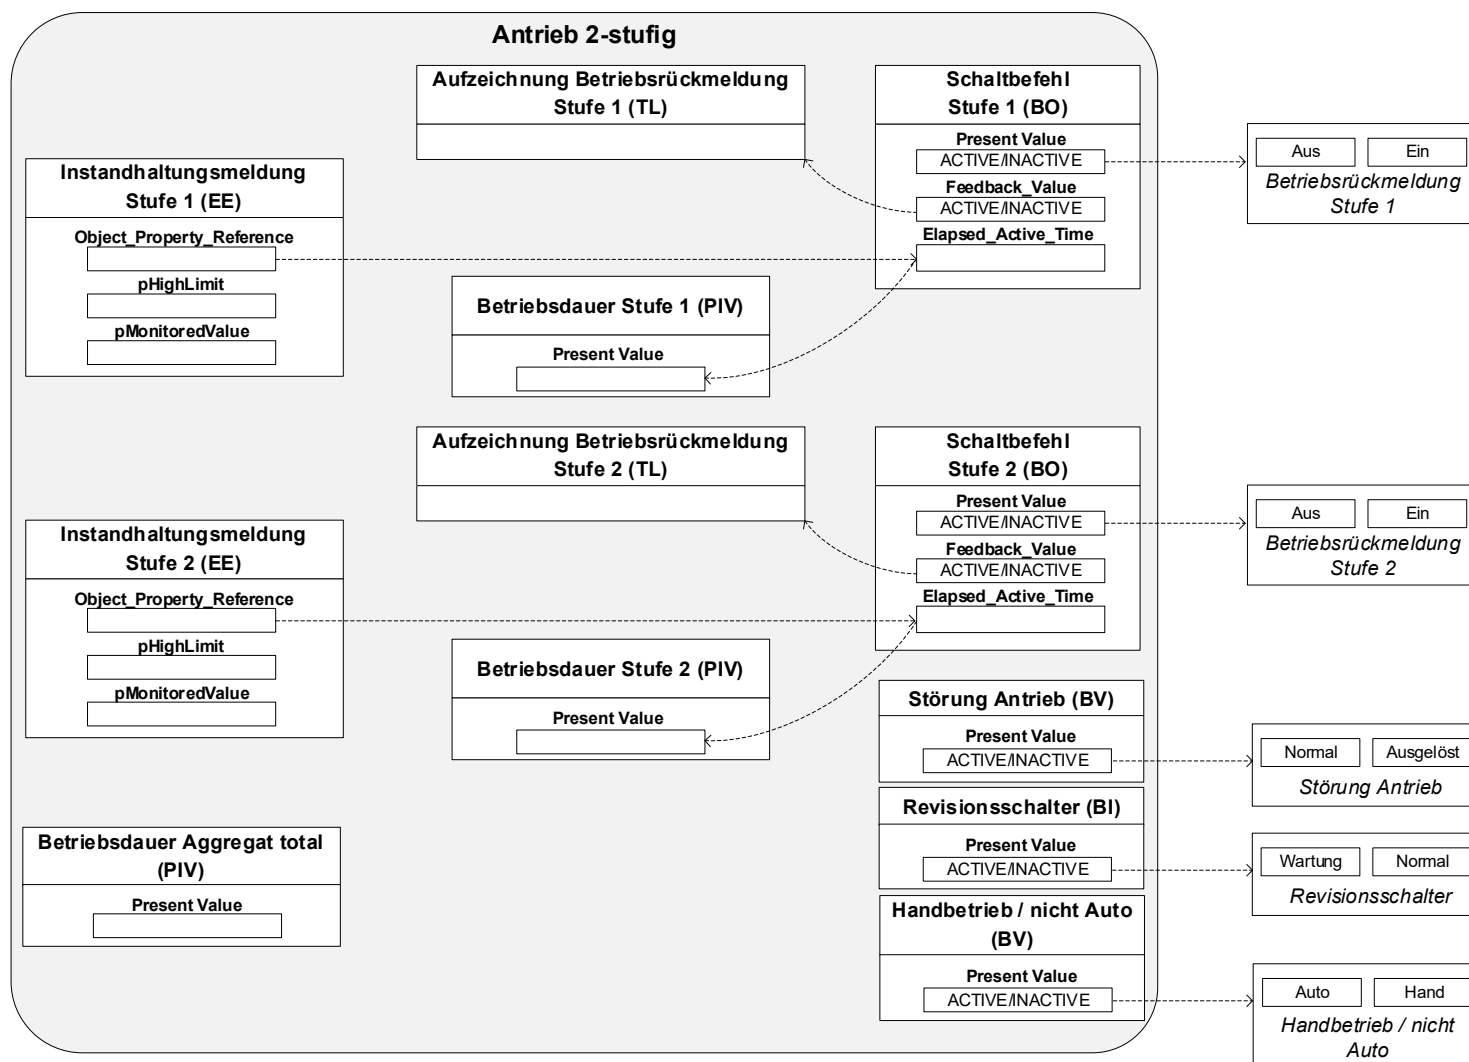 Antrieb 2-stufig
Aufzeichnung Betriebsrückmeldung
Stufe 1 (TL)
Schaltbefehl
Stufe 1 (BO)
Present Value
ACTIVE/INACTIVE
Feedback_Value
ACTIVE/INACTIVE
Elapsed_Active_Time
Aus
Ein
Betriebsrückmeldung
Stufe 1
Instandhaltungsmeldung
Stufe 1 (EE)
Object_Property_Reference
pHighLimit
pMonitoredValue
Betriebsdauer Stufe 1 (PIV)
Present Value
Aufzeichnung Betriebsrückmeldung
Stufe 2 (TL)
Schaltbefehl
Stufe 2 (BO)
Present Value
ACTIVE/INACTIVE
Feedback_Value
ACTIVE/INACTIVE
Elapsed_Active_Time
Aus
Ein
Betriebsrückmeldung
Stufe 2
Instandhaltungsmeldung
Stufe 2 (EE)
Object_Property_Reference
pHighLimit
pMonitoredValue
Betriebsdauer Stufe 2 (PIV)
Present Value
Störung Antrieb (BV)
Present Value
ACTIVE/INACTIVE
Normal
Ausgelöst
Störung Antrieb
Revisionsschalter (BI)
Present Value
ACTIVE/INACTIVE
Wartung
Normal
Revisionsschalter
Betriebsdauer Aggregat total
(PIV)
Present Value
Handbetrieb / nicht Auto
(BV)
Present Value
ACTIVE/INACTIVE
Auto
Hand
Handbetrieb / nicht
Auto